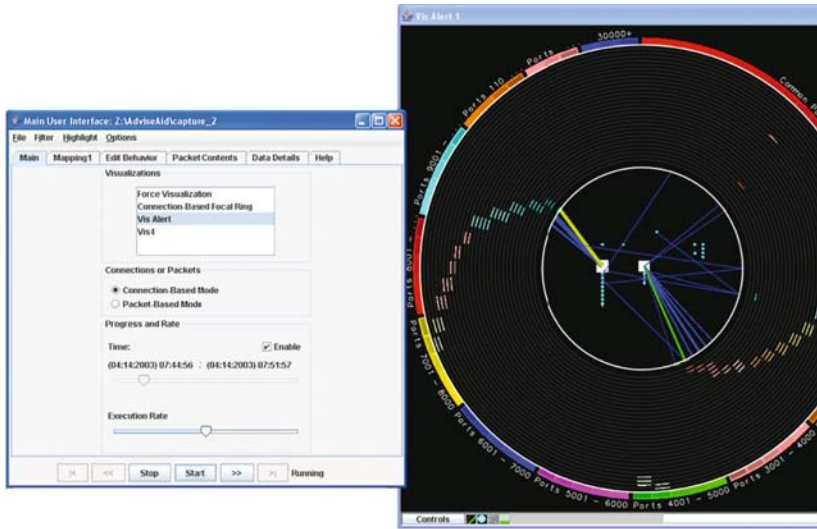 Main User Interface: Z:\AdviseAid\capture_2
File Filter Highlight Options
Main Mapping1 Edit Behavior Packet Contents Data Details Help
Visualizations
Force Visualization
Connection-Based Focal Ring
Vis Alert
Vis4
Connections or Packets
Connection-Based Mode
Packet-Based Mode
Progress and Rate
Time:
Enable
(04:14:2003) 07:44:56 : (04:14:2003) 07:51:57
Execution Rate
|< << Stop Start >> >| Running
Vis Alert 1
30000+
Common
Ports ...
Ports 110 ...
Ports 9001 -
Ports 8001 -
Ports 7001 - 8000
Ports 6001 - 7000
Ports 5001 - 6000
Ports 4001 - 5000
Ports 3001 - 4000
Controls